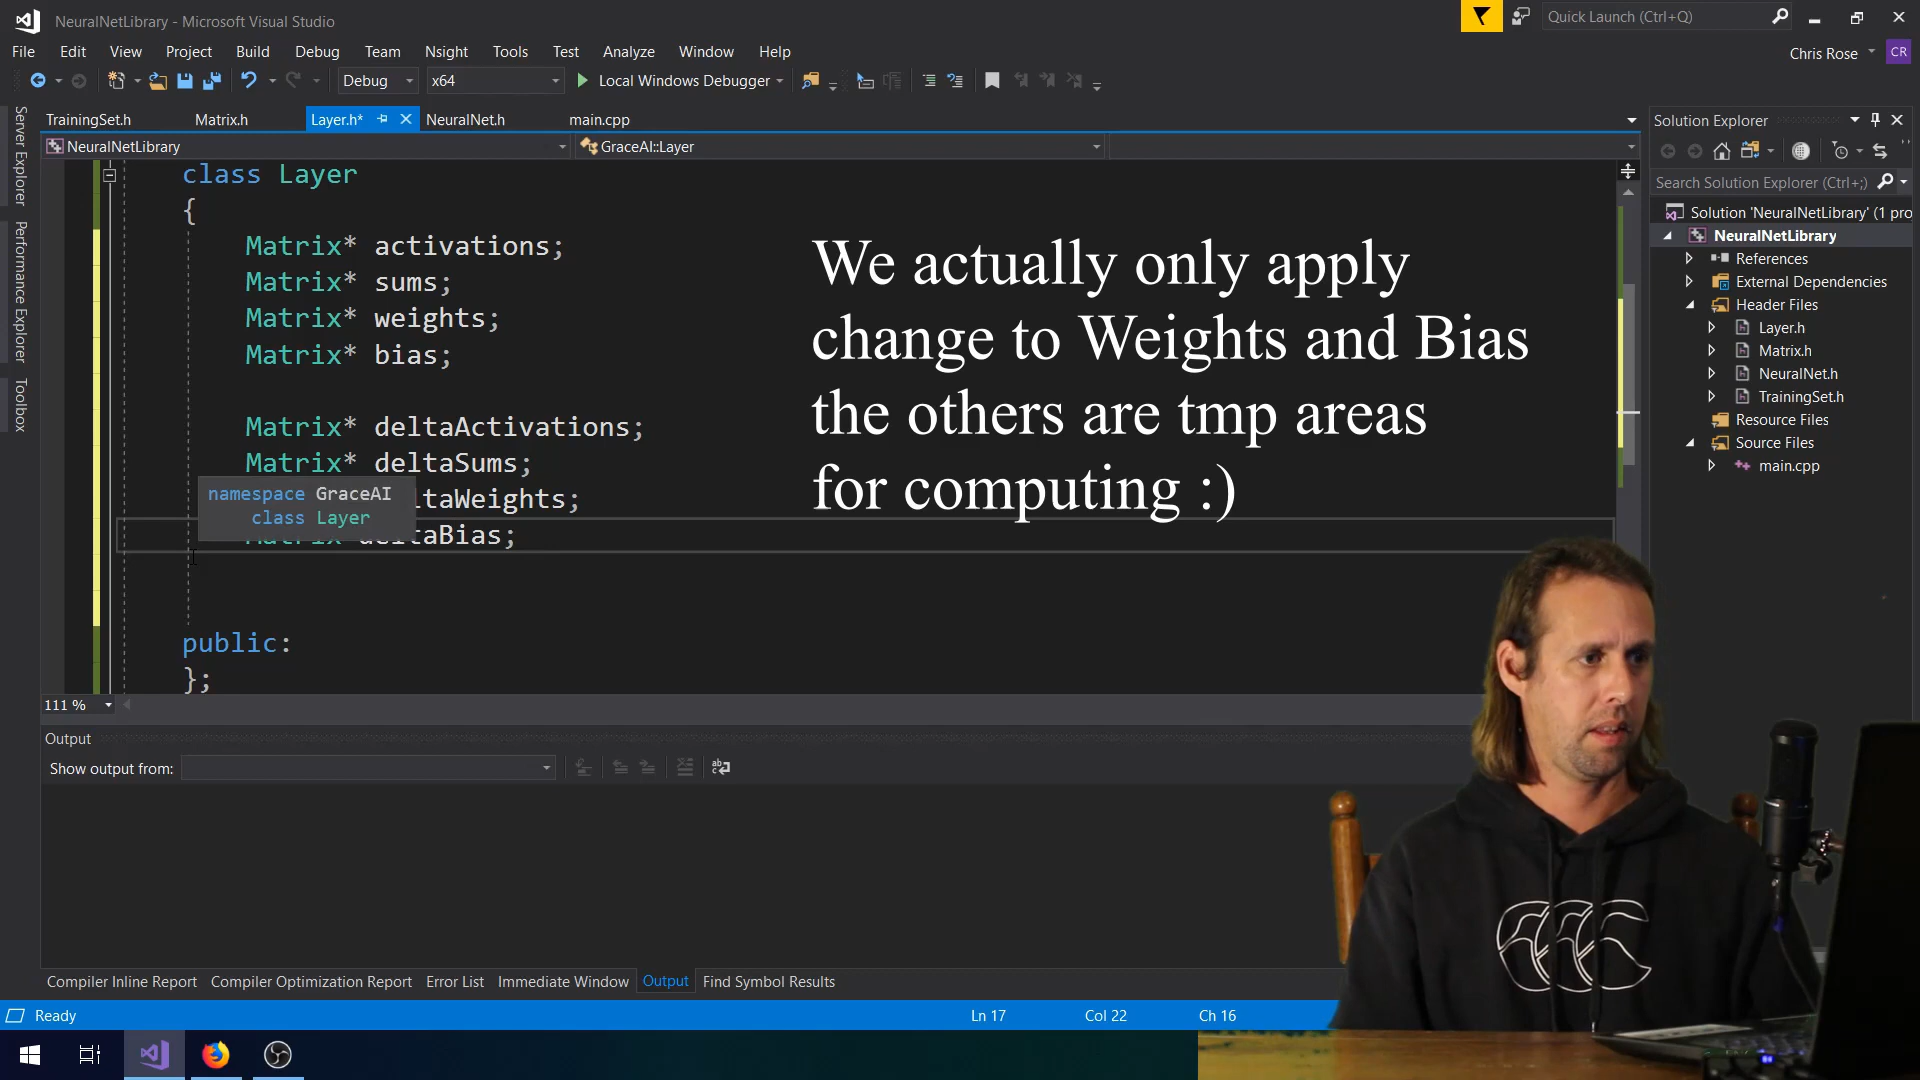 NeuralNetLibrary - Microsoft Visual Studio
Quick Launch (Ctrl+Q)
File Edit View Project Build Debug Team Nsight Tools Test Analyze Window Help
Chris Rose CR
Debug x64 Local Windows Debugger
TrainingSet.h Matrix.h Layer.h* NeuralNet.h main.cpp
NeuralNetLibrary GraceAI::Layer
Server Explorer
Performance Explorer
Toolbox
class Layer
{
Matrix* activations;
Matrix* sums;
Matrix* weights;
Matrix* bias;
Matrix* deltaActivations;
Matrix* deltaSums;
ltaWeights;
deltaBias;
namespace GraceAI
class Layer
public:
};
We actually only apply
change to Weights and Bias
the others are tmp areas
for computing :)
111 %
Output
Show output from:
Compiler Inline Report Compiler Optimization Report Error List Immediate Window Output Find Symbol Results
Ready Ln 17 Col 22 Ch 16
Solution Explorer
Search Solution Explorer (Ctrl+;)
Solution 'NeuralNetLibrary' (1 pro
NeuralNetLibrary
References
External Dependencies
Header Files
Layer.h
Matrix.h
NeuralNet.h
TrainingSet.h
Resource Files
Source Files
main.cpp